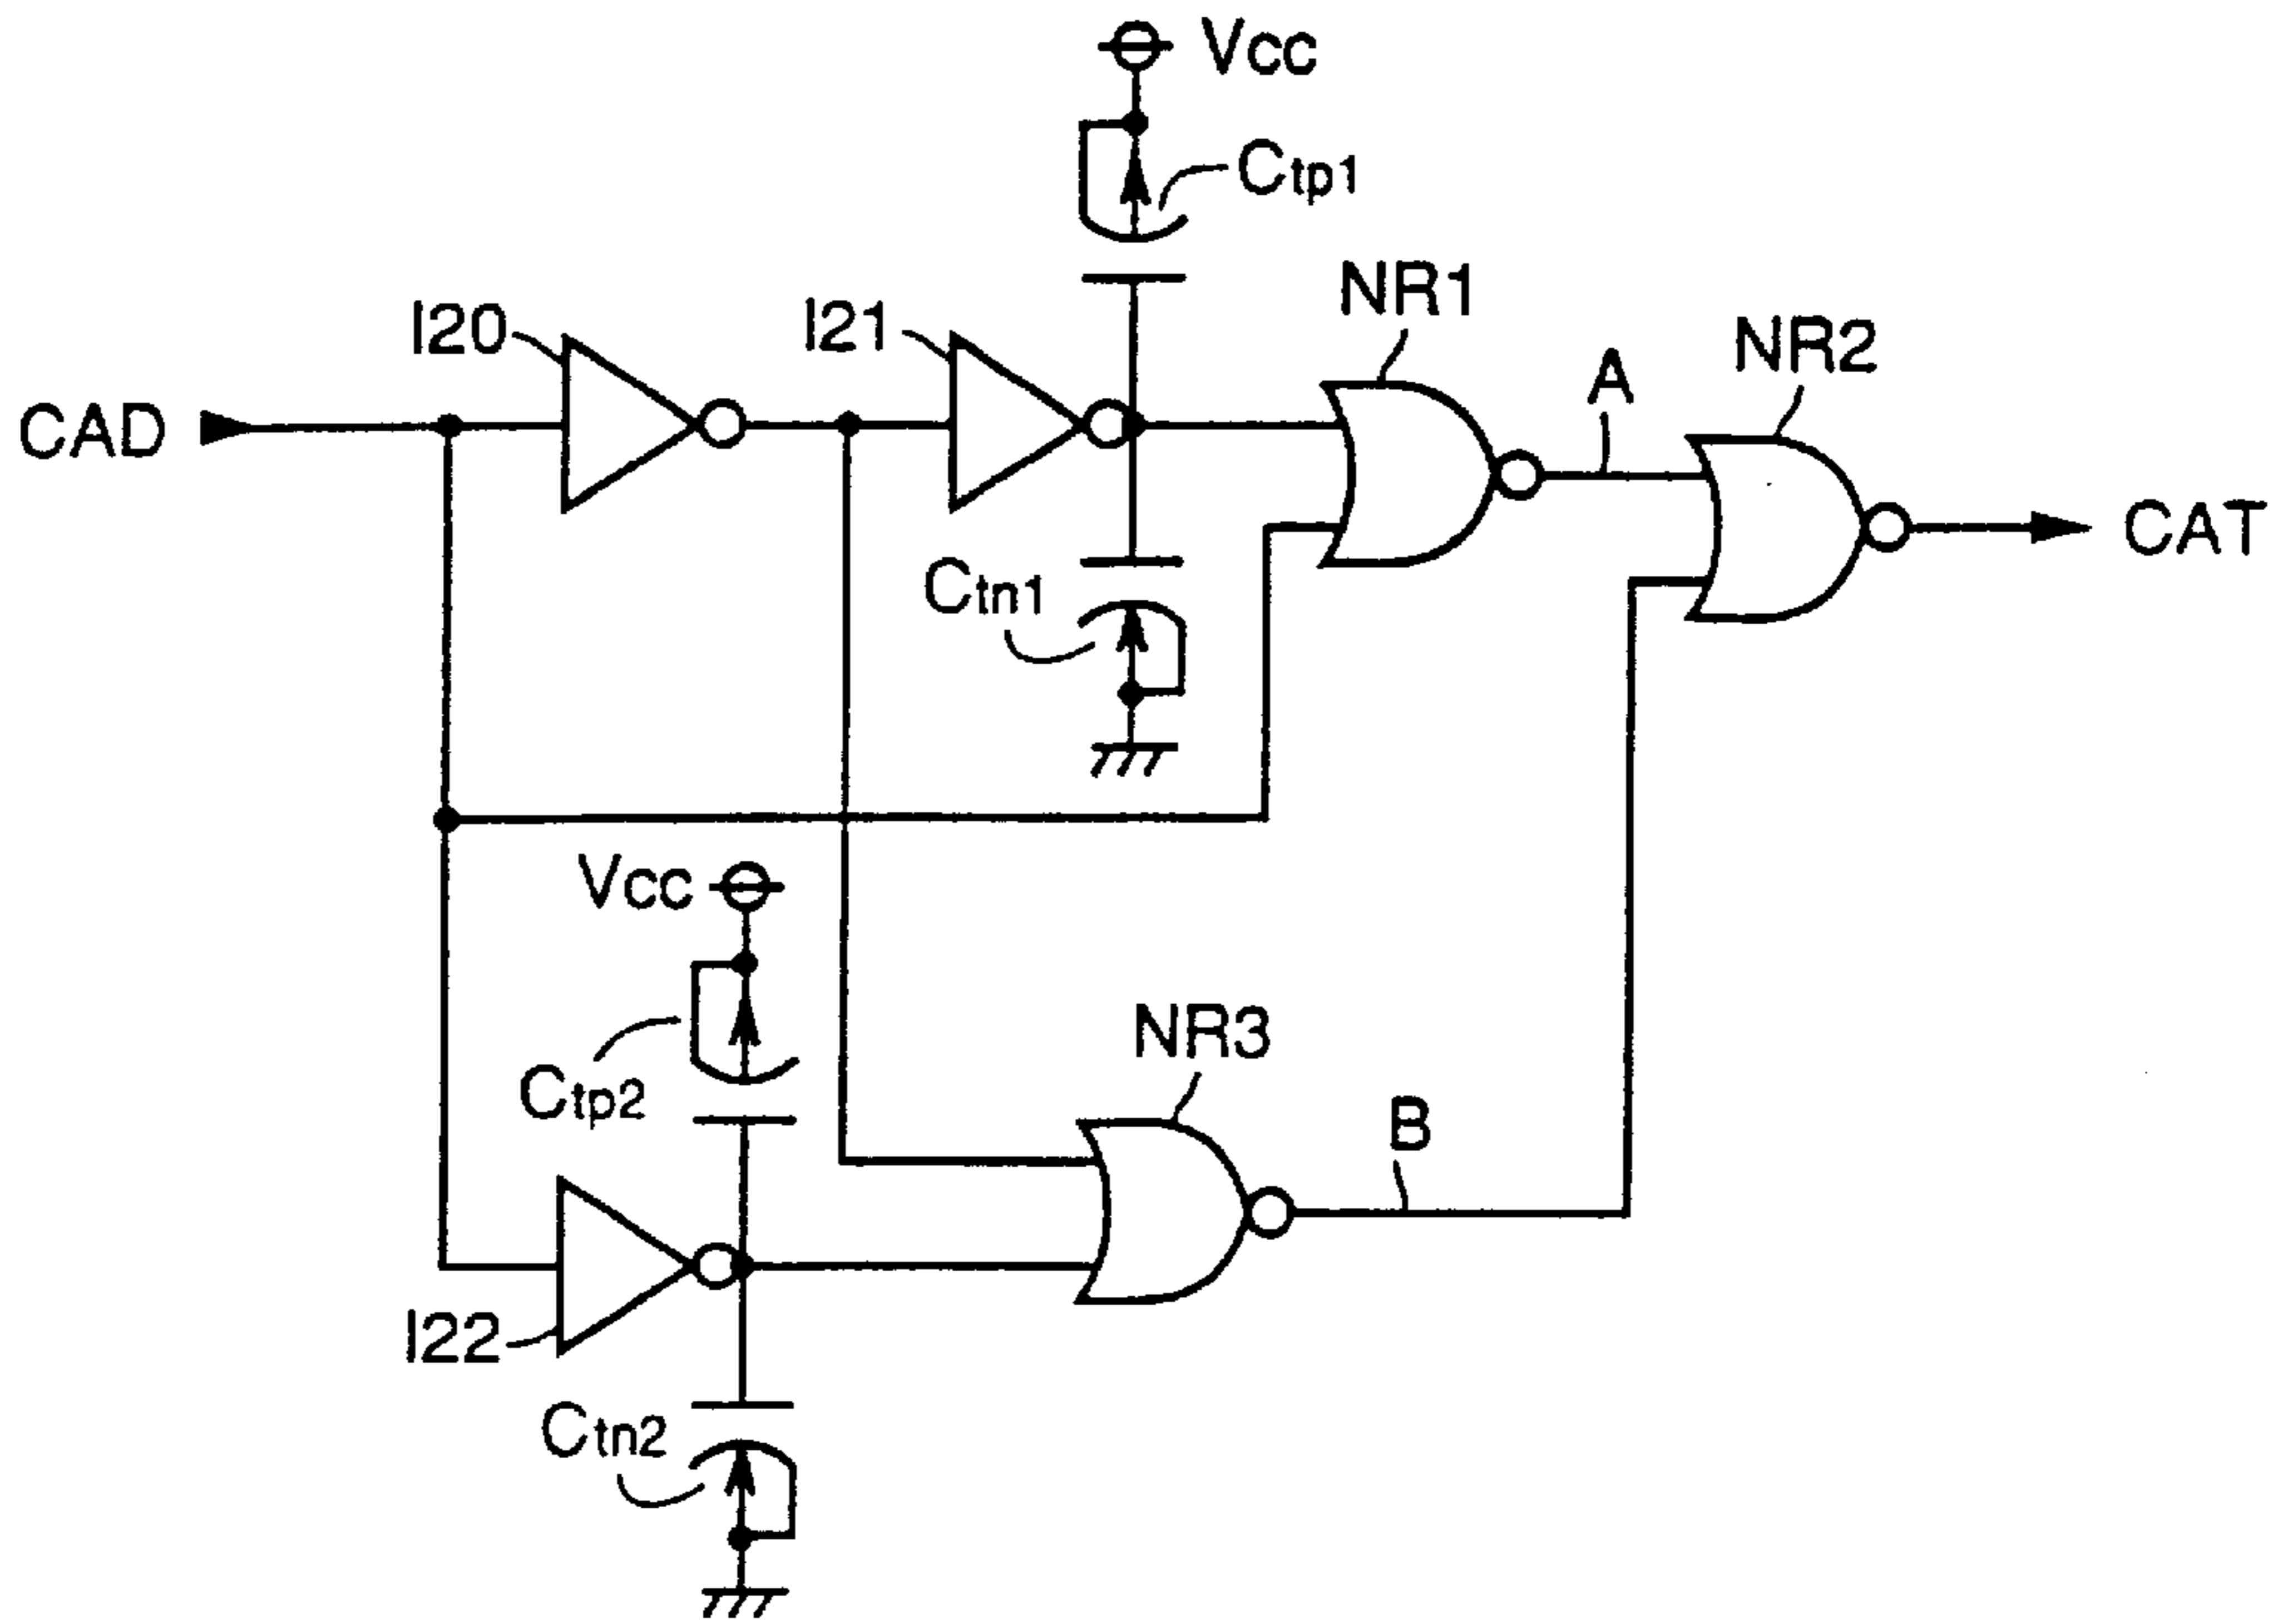 Vcc
Ctp1
NR1
I20
I21
NR2
A
CAD
CAT
Ctn1
Vcc
NR3
Ctp2
B
I22
Ctn2